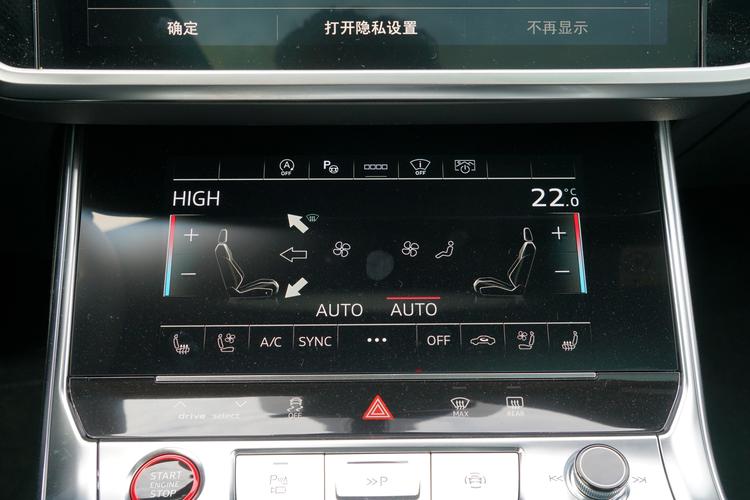 确定 打开隐私设置 不再显示
A OFF P i OFF
HIGH 22.0 °C
+ +
− −
AUTO AUTO
A/C SYNC ••• OFF
drive select OFF MAX REAR
START ENGINE STOP P >>P